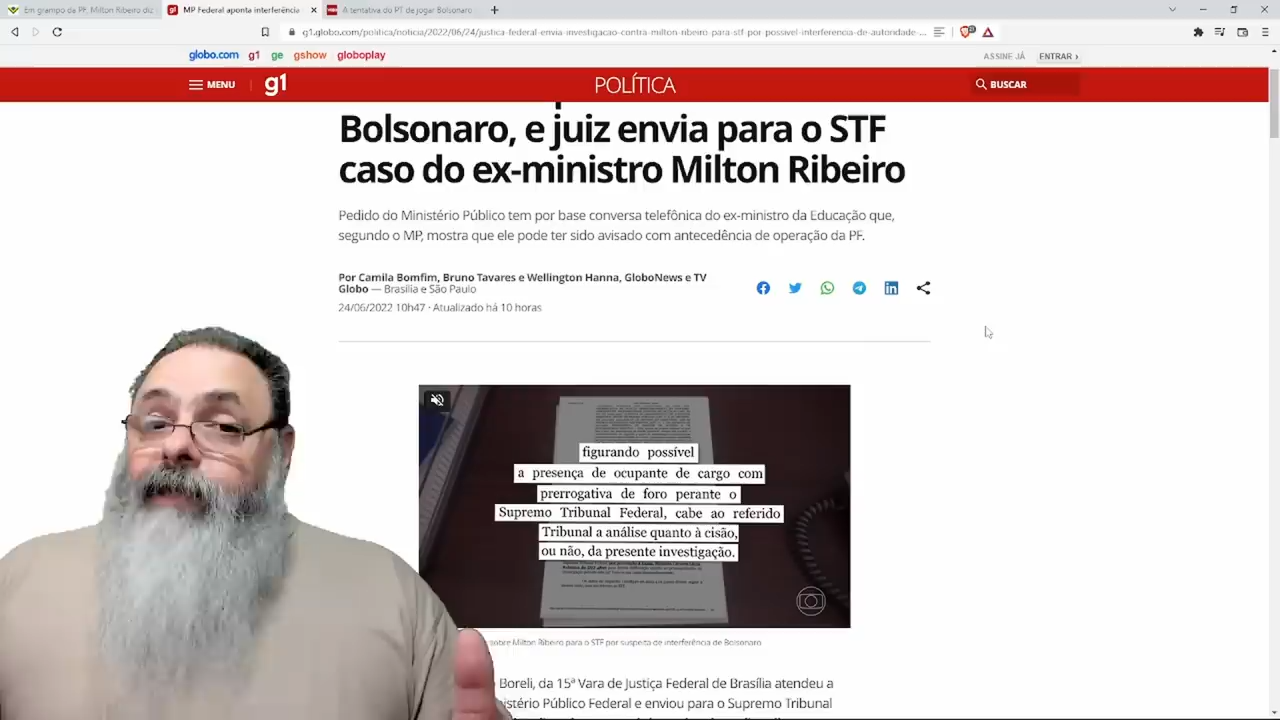 Em grampo da PF, Milton Ribeiro diz
MP Federal aponta interferência
A tentativa do PT de jogar Bolsonaro
g1.globo.com/politica/noticia/2022/06/24/justica-federal-envia-investigacao-contra-milton-ribeiro-para-stf-por-possivel-interferencia-de-autoridade-...
globo.com g1 ge gshow globoplay
ASSINE JÁ ENTRAR ›
MENU g1 POLÍTICA BUSCAR
Bolsonaro, e juiz envia para o STF
caso do ex-ministro Milton Ribeiro
Pedido do Ministério Público tem por base conversa telefônica do ex-ministro da Educação que,
segundo o MP, mostra que ele pode ter sido avisado com antecedência de operação da PF.
Por Camila Bomfim, Bruno Tavares e Wellington Hanna, GloboNews e TV
Globo — Brasília e São Paulo
24/06/2022 10h47 · Atualizado há 10 horas
figurando possível
a presença de ocupante de cargo com
prerrogativa de foro perante o
Supremo Tribunal Federal, cabe ao referido
Tribunal a análise quanto à cisão,
ou não, da presente investigação.
sobre Milton Ribeiro para o STF por suspeita de interferência de Bolsonaro
Boreli, da 15ª Vara de Justiça Federal de Brasília atendeu a
istério Público Federal e enviou para o Supremo Tribunal